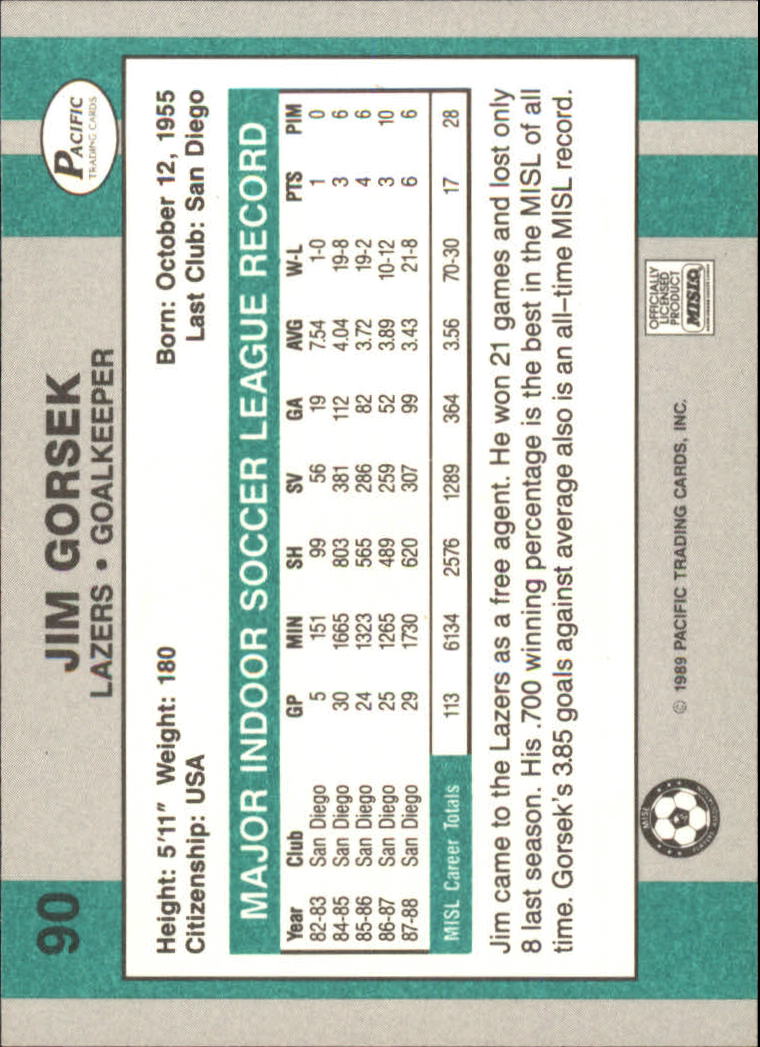 90
JIM GORSEK
LAZERS • GOALKEEPER
PACIFIC
TRADING CARDS
Height: 5'11" Weight: 180 Born: October 12, 1955
Citizenship: USA Last Club: San Diego
MAJOR INDOOR SOCCER LEAGUE RECORD
Year Club GP MIN SH SV GA AVG W-L PTS PIM
82-83 San Diego 5 151 99 56 19 7.54 1-0 1 0
84-85 San Diego 30 1665 803 381 112 4.04 19-8 3 6
85-86 San Diego 24 1323 565 286 82 3.72 19-2 4 6
86-87 San Diego 25 1265 489 259 52 3.89 10-12 3 10
87-88 San Diego 29 1730 620 307 99 3.43 21-8 6 6
MISL Career Totals 113 6134 2576 1289 364 3.56 70-30 17 28
Jim came to the Lazers as a free agent. He won 21 games and lost only
8 last season. His .700 winning percentage is the best in the MISL of all
time. Gorsek's 3.85 goals against average also is an all-time MISL record.
MISL
© 1989 PACIFIC TRADING CARDS, INC.
OFFICIALLY
LICENSED
PRODUCT
MISL